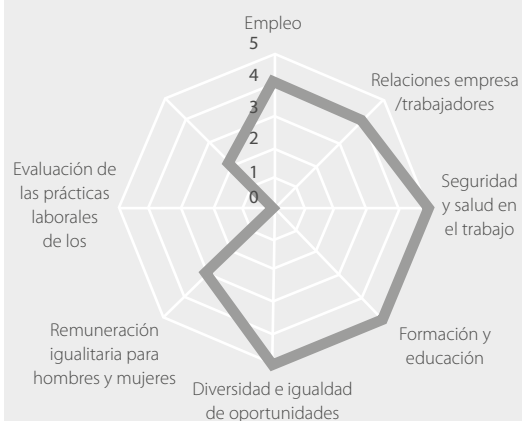 Empleo
5
4
3
2
1
0
Relaciones empresa
/trabajadores
Seguridad
y salud en
el trabajo
Formación y
educación
Diversidad e igualdad
de oportunidades
Remuneración
igualitaria para
hombres y mujeres
Evaluación de
las prácticas
laborales
de los